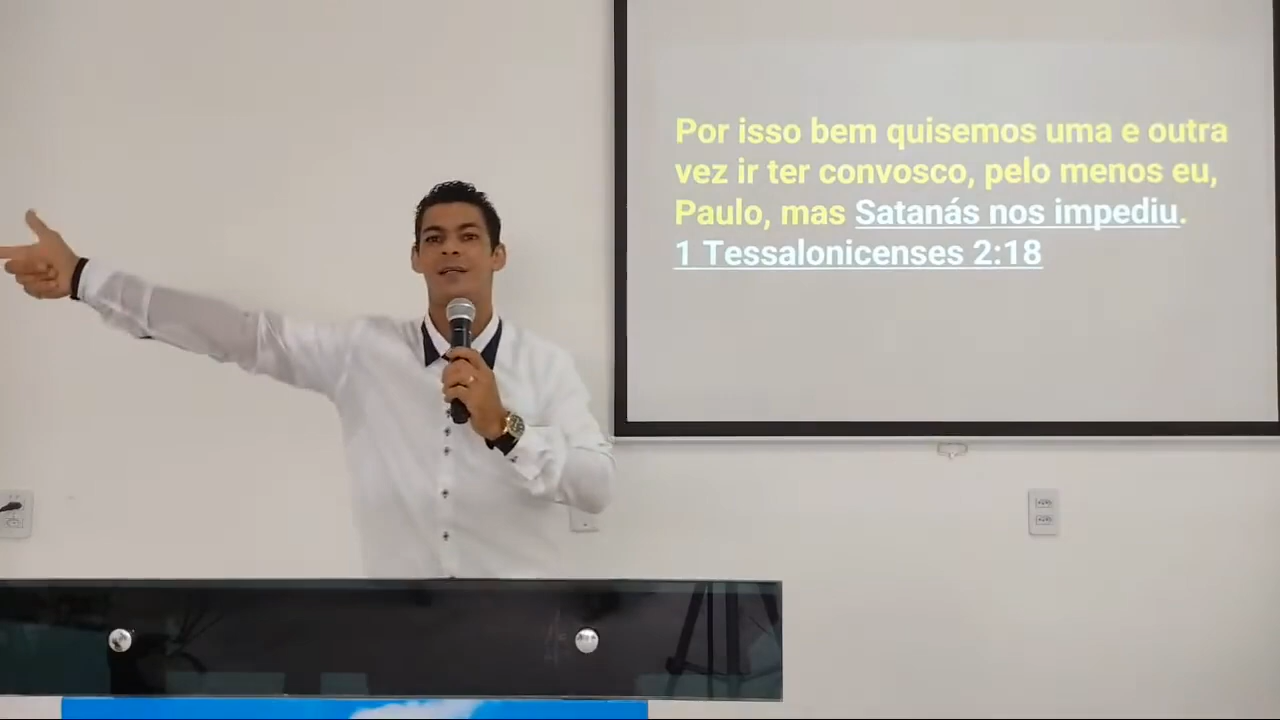 Por isso bem quisemos uma e outra
vez ir ter convosco, pelo menos eu,
Paulo, mas Satanás nos impediu.
1 Tessalonicenses 2:18